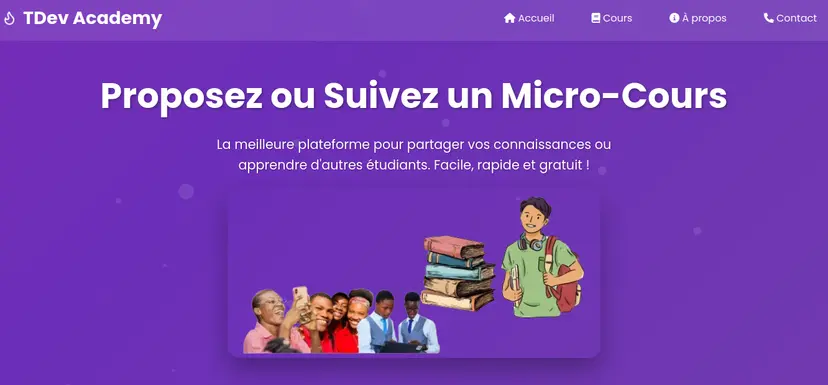 TDev Academy
Accueil
Cours
À propos
Contact
Proposez ou Suivez un Micro-Cours
La meilleure plateforme pour partager vos connaissances ou
apprendre d'autres étudiants. Facile, rapide et gratuit !